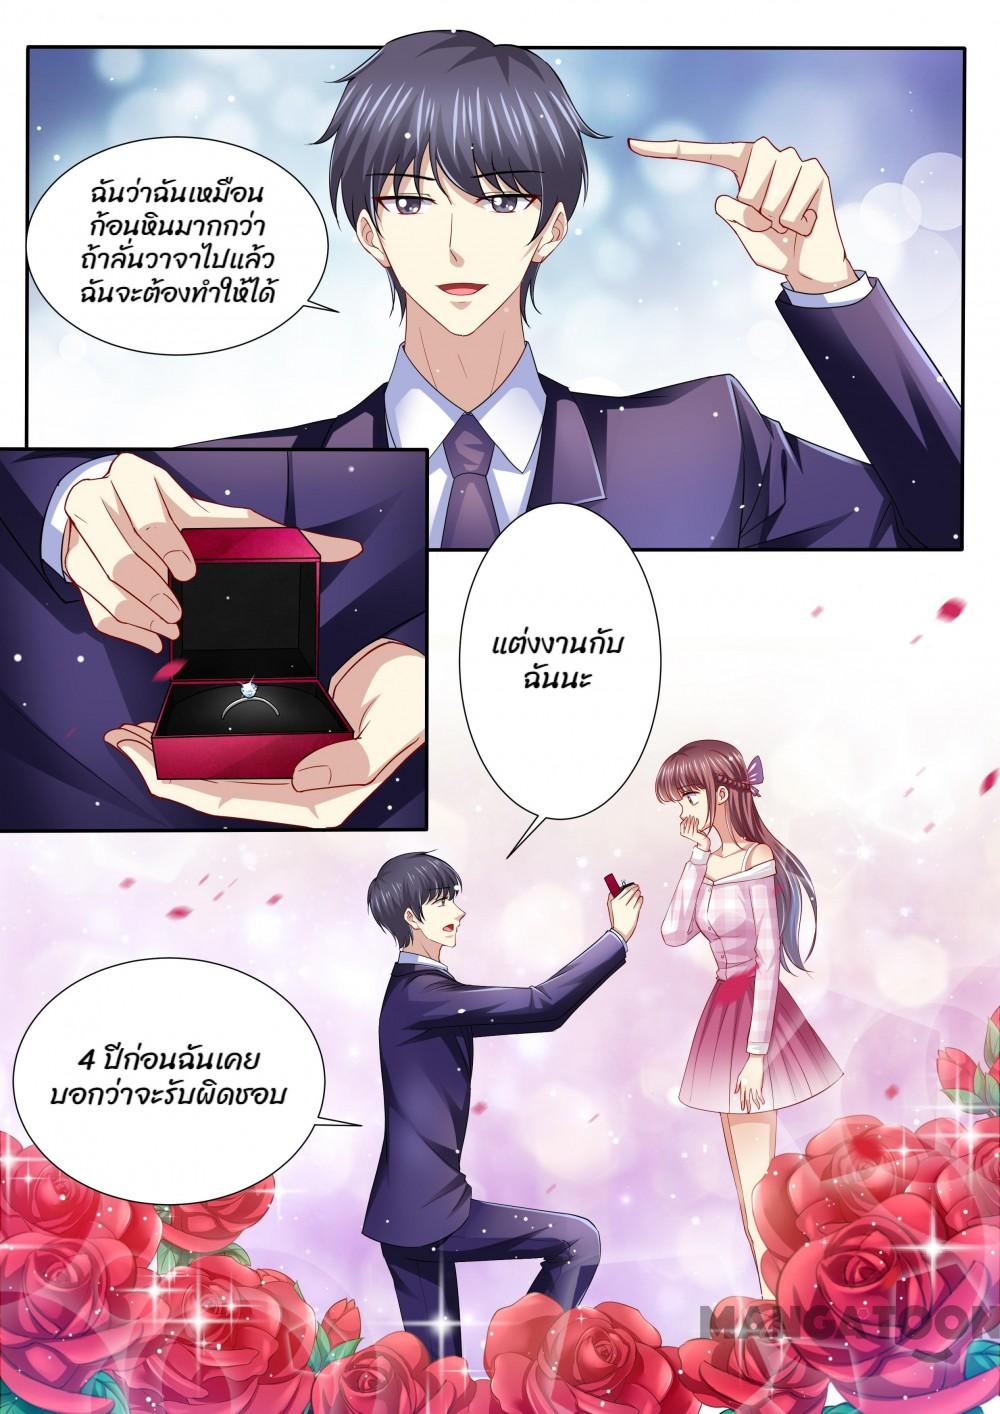 ฉันว่าฉันเหมือน
ก้อนหินมากกว่า
ถ้าลั่นวาจาไปแล้ว
ฉันจะต้องทำให้ได้
แต่งงานกับ
ฉันนะ
4 ปีก่อนฉันเคย
บอกว่าจะรับผิดชอบ
MANGATOON